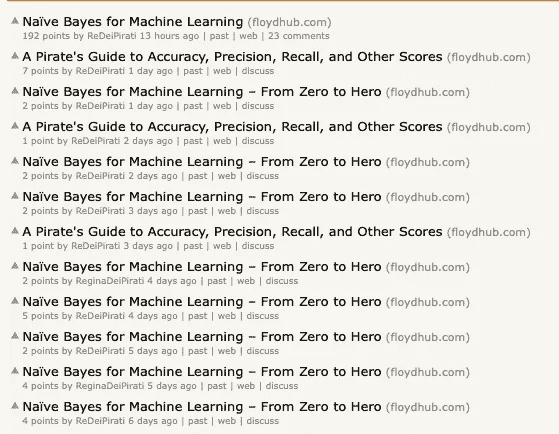 Naïve Bayes for Machine Learning (floydhub.com)
192 points by ReDeiPirati 13 hours ago | past | web | 23 comments
A Pirate's Guide to Accuracy, Precision, Recall, and Other Scores (floydhub.com)
7 points by ReDeiPirati 1 day ago | past | web | discuss
Naïve Bayes for Machine Learning – From Zero to Hero (floydhub.com)
2 points by ReDeiPirati 1 day ago | past | web | discuss
A Pirate's Guide to Accuracy, Precision, Recall, and Other Scores (floydhub.com)
1 point by ReDeiPirati 2 days ago | past | web | discuss
Naïve Bayes for Machine Learning – From Zero to Hero (floydhub.com)
2 points by ReDeiPirati 2 days ago | past | web | discuss
Naïve Bayes for Machine Learning – From Zero to Hero (floydhub.com)
2 points by ReDeiPirati 3 days ago | past | web | discuss
A Pirate's Guide to Accuracy, Precision, Recall, and Other Scores (floydhub.com)
1 point by ReDeiPirati 3 days ago | past | web | discuss
Naïve Bayes for Machine Learning – From Zero to Hero (floydhub.com)
2 points by ReginaDeiPirati 4 days ago | past | web | discuss
Naïve Bayes for Machine Learning – From Zero to Hero (floydhub.com)
5 points by ReDeiPirati 4 days ago | past | web | discuss
Naïve Bayes for Machine Learning – From Zero to Hero (floydhub.com)
2 points by ReDeiPirati 5 days ago | past | web | discuss
Naïve Bayes for Machine Learning – From Zero to Hero (floydhub.com)
4 points by ReginaDeiPirati 5 days ago | past | web | discuss
Naïve Bayes for Machine Learning – From Zero to Hero (floydhub.com)
4 points by ReDeiPirati 6 days ago | past | web | discuss